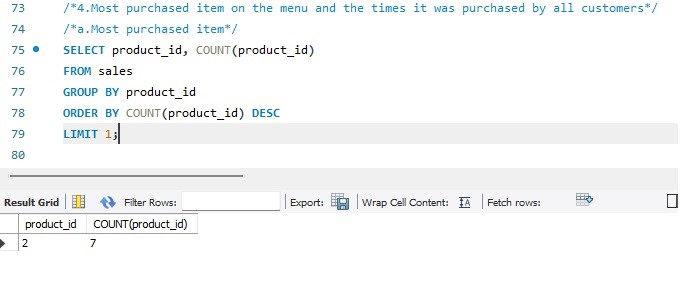 73 /*4.Most purchased item on the menu and the times it was purchased by all customers*/
74 /*a.Most purchased item*/
75 SELECT product_id, COUNT(product_id)
76 FROM sales
77 GROUP BY product_id
78 ORDER BY COUNT(product_id) DESC
79 LIMIT 1;
80
Result Grid Filter Rows: Export: Wrap Cell Content: IA Fetch rows:
product_id COUNT(product_id)
2 7